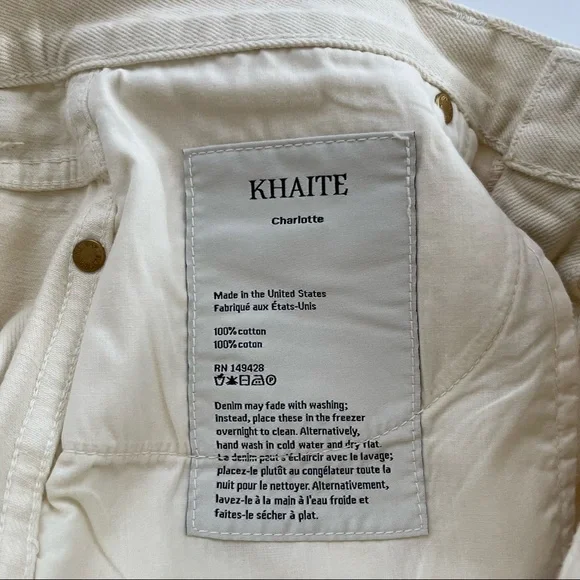 KHAITE
Charlotte
Made in the United States
Fabriqué aux États-Unis
100% cotton
100% coton
RN 149428
Denim may fade with washing;
instead, place these in the freezer
overnight to clean. Alternatively,
hand wash in cold water and dry flat.
La denim peut s'éclaircir avec le lavage;
placez-le plutôt au congélateur toute la
nuit pour le nettoyer. Alternativement,
lavez-le à la main à l'eau froide et
faites-le sécher à plat.